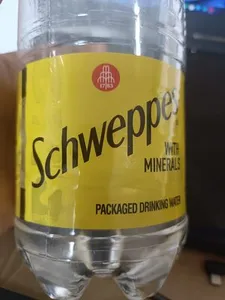 Schweppes
WITH
MINERALS
PACKAGED DRINKING WATER